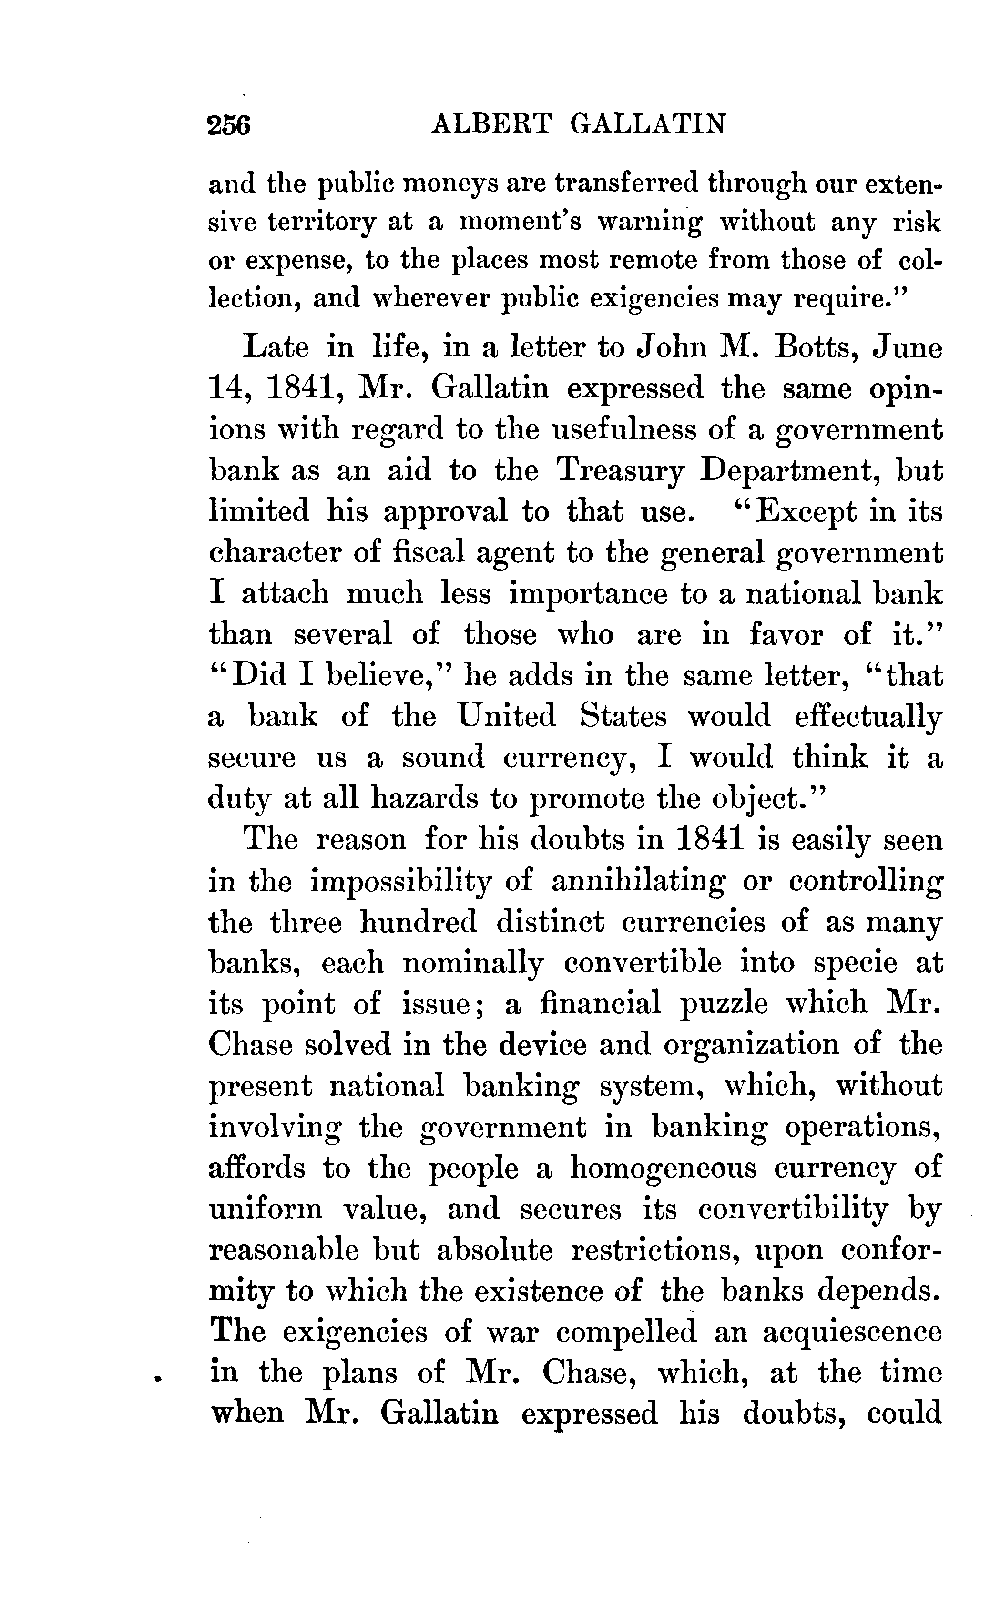 256 ALBERT GALLATIN
and the public moneys are transferred through our exten-
sive territory at a moment's warning without any risk
or expense, to the places most remote from those of col-
lection, and wherever public exigencies may require."
Late in life, in a letter to John M. Botts, June
14, 1841, Mr. Gallatin expressed the same opin-
ions with regard to the usefulness of a government
bank as an aid to the Treasury Department, but
limited his approval to that use. "Except in its
character of fiscal agent to the general government
I attach much less importance to a national bank
than several of those who are in favor of it."
"Did I believe," he adds in the same letter, "that
a bank of the United States would effectually
secure us a sound currency, I would think it a
duty at all hazards to promote the object."
The reason for his doubts in 1841 is easily seen
in the impossibility of annihilating or controlling
the three hundred distinct currencies of as many
banks, each nominally convertible into specie at
its point of issue; a financial puzzle which Mr.
Chase solved in the device and organization of the
present national banking system, which, without
involving the government in banking operations,
affords to the people a homogeneous currency of
uniform value, and secures its convertibility by
reasonable but absolute restrictions, upon confor-
mity to which the existence of the banks depends.
The exigencies of war compelled an acquiescence
in the plans of Mr. Chase, which, at the time
when Mr. Gallatin expressed his doubts, could